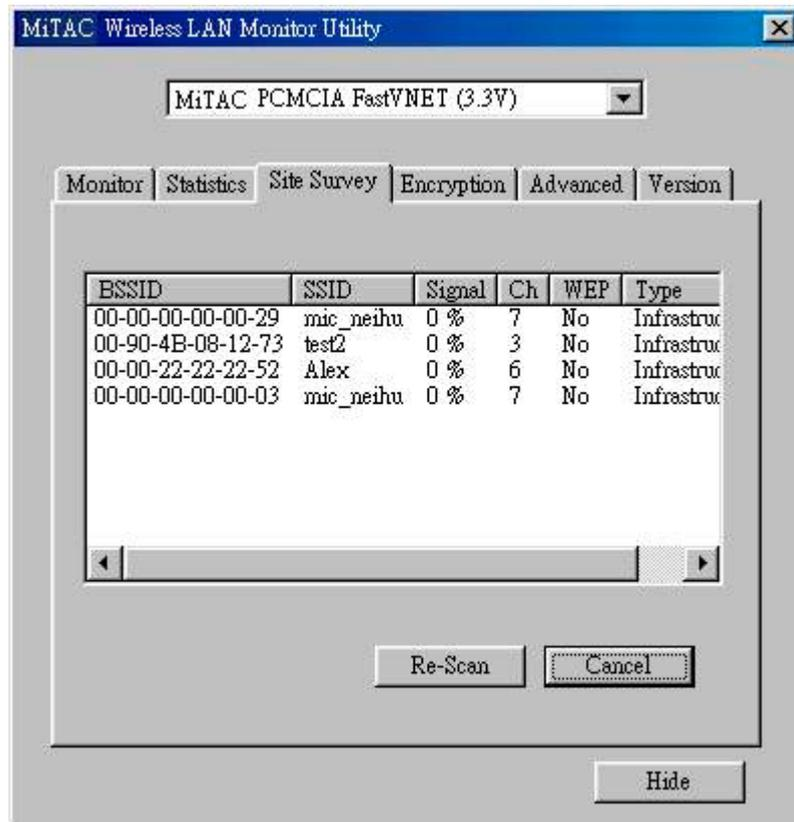 MiTAC Wireless LAN Monitor Utility
MiTAC PCMCIA FastVNET (3.3V)
Monitor Statistics Site Survey Encryption Advanced Version
BSSID SSID Signal Ch WEP Type
00-00-00-00-00-29 mic_neihu 0 % 7 No Infrastruc
00-90-4B-08-12-73 test2 0 % 3 No Infrastruc
00-00-22-22-22-52 Alex 0 % 6 No Infrastruc
00-00-00-00-00-03 mic_neihu 0 % 7 No Infrastruc
Re-Scan Cancel
Hide